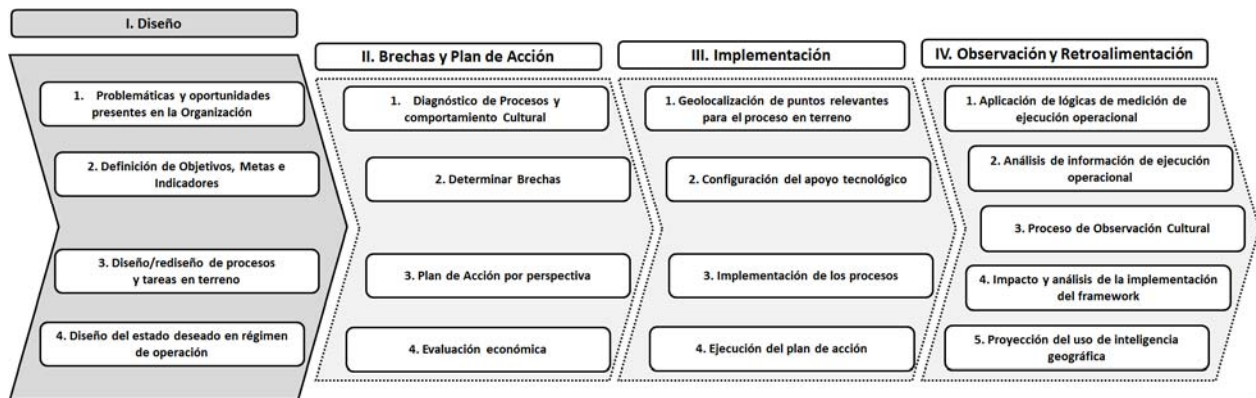 I. Diseño
1. Problemáticas y oportunidades
presentes en la Organización
2. Definición de Objetivos, Metas e
Indicadores
3. Diseño/rediseño de procesos
y tareas en terreno
4. Diseño del estado deseado en régimen
de operación
II. Brechas y Plan de Acción
1. Diagnóstico de Procesos y
comportamiento Cultural
2. Determinar Brechas
3. Plan de Acción por perspectiva
4. Evaluación económica
III. Implementación
1. Geolocalización de puntos relevantes
para el proceso en terreno
2. Configuración del apoyo tecnológico
3. Implementación de los procesos
4. Ejecución del plan de acción
IV. Observación y Retroalimentación
1. Aplicación de lógicas de medición de
ejecución operacional
2. Análisis de información de ejecución
operacional
3. Proceso de Observación Cultural
4. Impacto y análisis de la implementación
del framework
5. Proyección del uso de inteligencia
geográfica